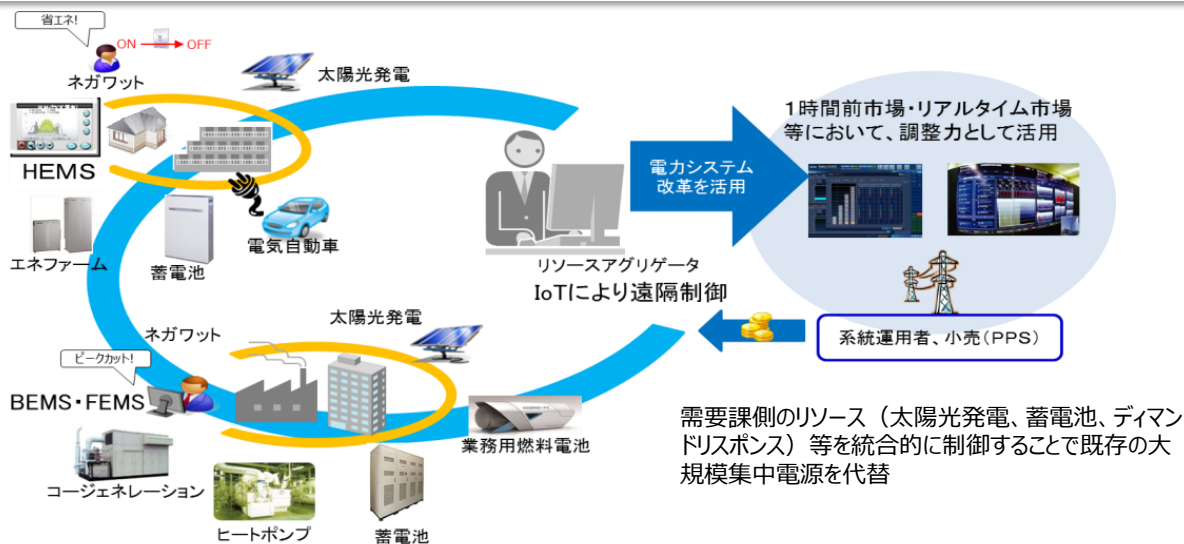 省エネ!
ON
OFF
ネガワット
太陽光発電
HEMS
エネファーム
蓄電池
電気自動車
リソースアグリゲータ
IoTにより遠隔制御
電力システム
改革を活用
1時間前市場・リアルタイム市場
等において、調整力として活用
系統運用者、小売(PPS)
ネガワット
太陽光発電
ピークカット!
BEMS・FEMS
コージェネレーション
ヒートポンプ
蓄電池
業務用燃料電池
需要課側のリソース（太陽光発電、蓄電池、ディマン
ドリスポンス）等を統合的に制御することで既存の大
規模集中電源を代替